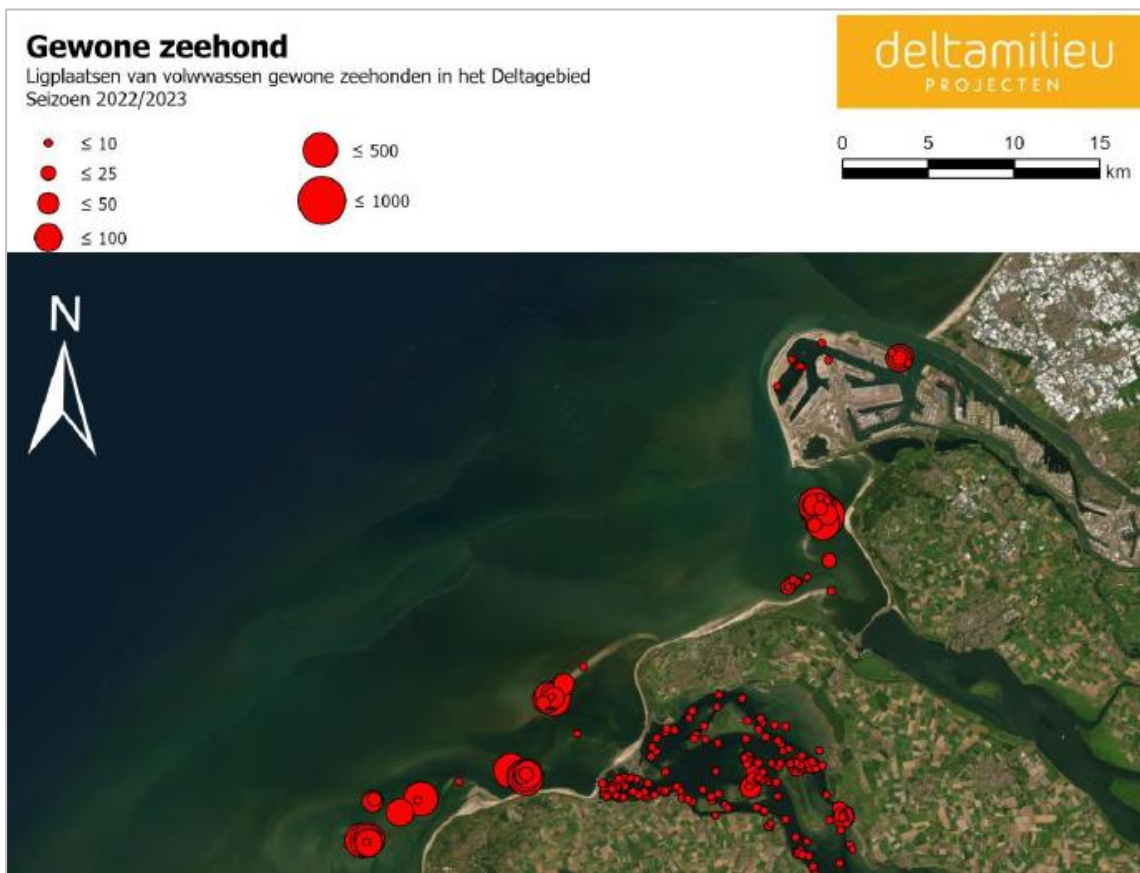 Gewone zeehond
Ligplaatsen van volwwassen gewone zeehonden in het Deltagebied
Seizoen 2022/2023
≤ 10
≤ 25
≤ 50
≤ 100
≤ 500
≤ 1000
deltamilieu
PROJECTEN
0 5 10 15
km
N